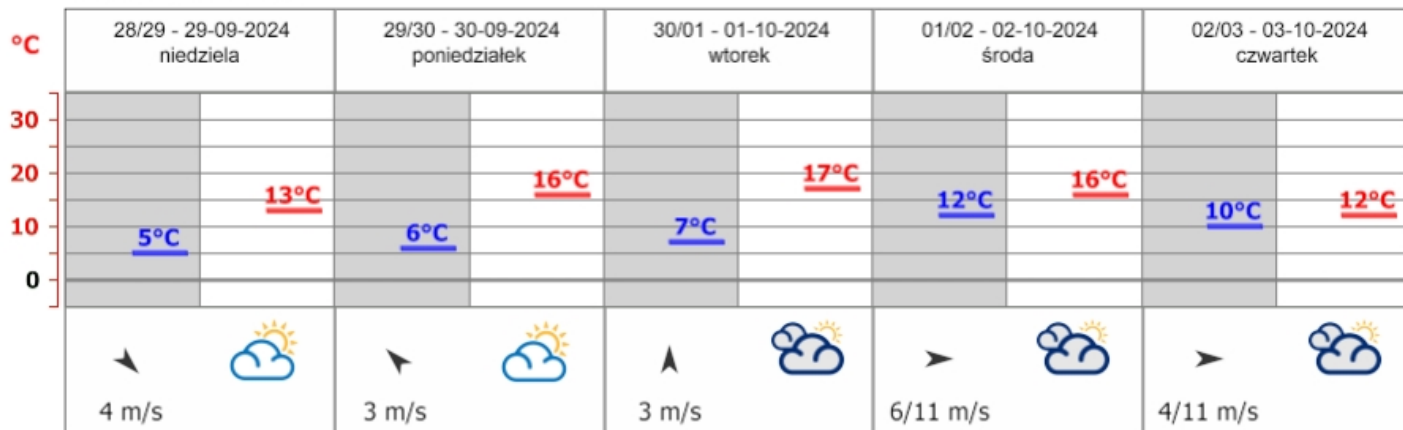 °C
28/29 - 29-09-2024
niedziela
29/30 - 30-09-2024
poniedziałek
30/01 - 01-10-2024
wtorek
01/02 - 02-10-2024
środa
02/03 - 03-10-2024
czwartek
30
20
10
0
5°C
13°C
6°C
16°C
7°C
17°C
12°C
16°C
10°C
12°C
4 m/s
3 m/s
3 m/s
6/11 m/s
4/11 m/s